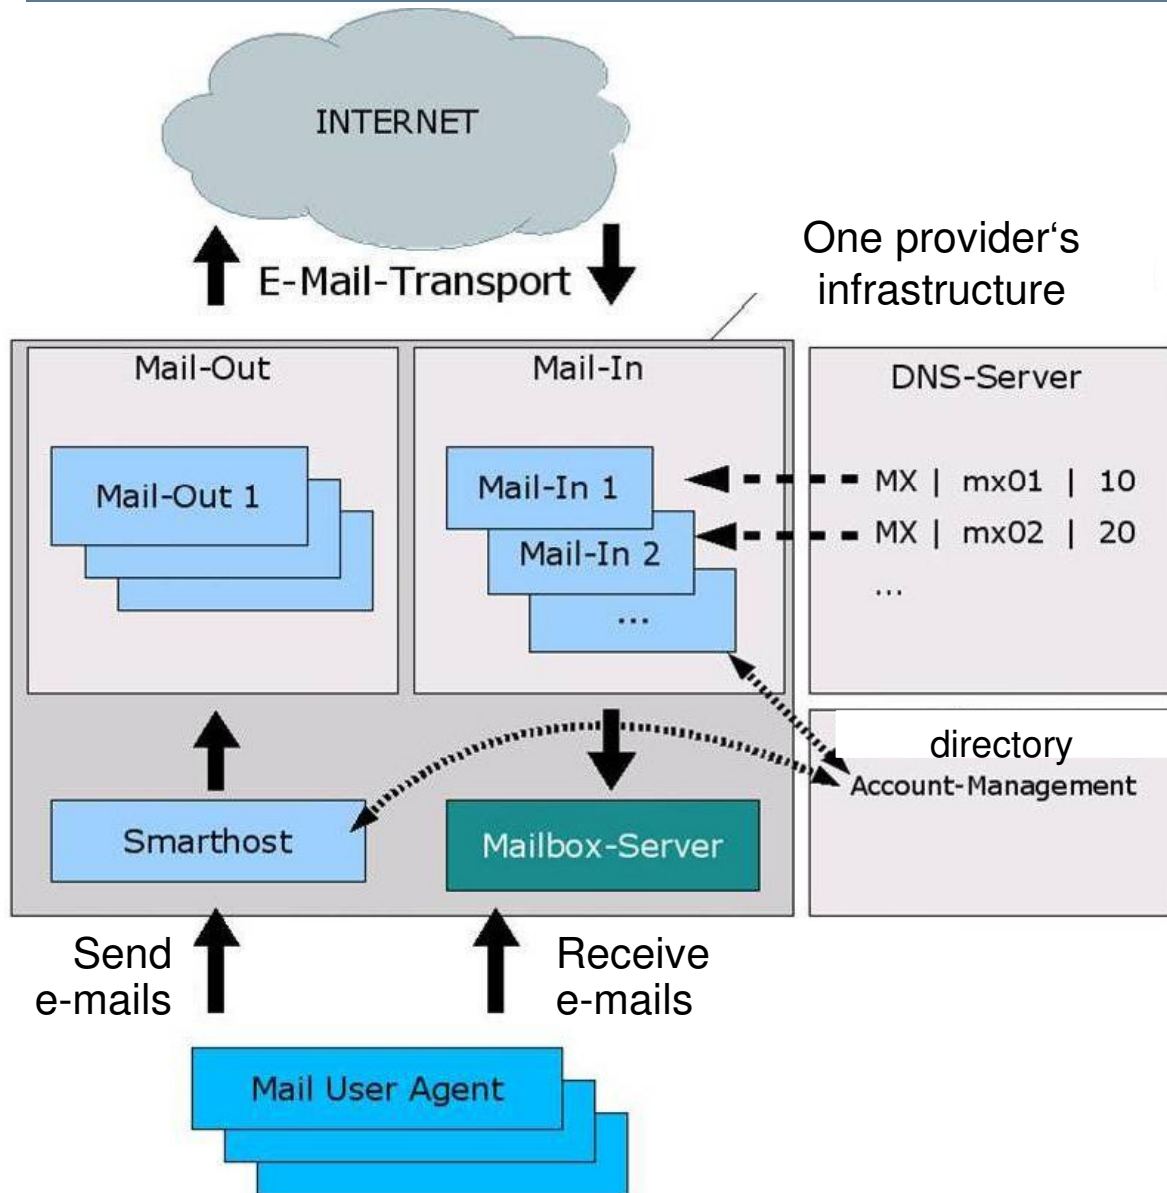 INTERNET
One provider‘s
infrastructure
E-Mail-Transport
Mail-Out
Mail-In
DNS-Server
Mail-Out 1
Mail-In 1
MX | mx01 | 10
Mail-In 2
MX | mx02 | 20
...
...
directory
Account-Management
Smarthost
Mailbox-Server
Send
e-mails
Receive
e-mails
Mail User Agent